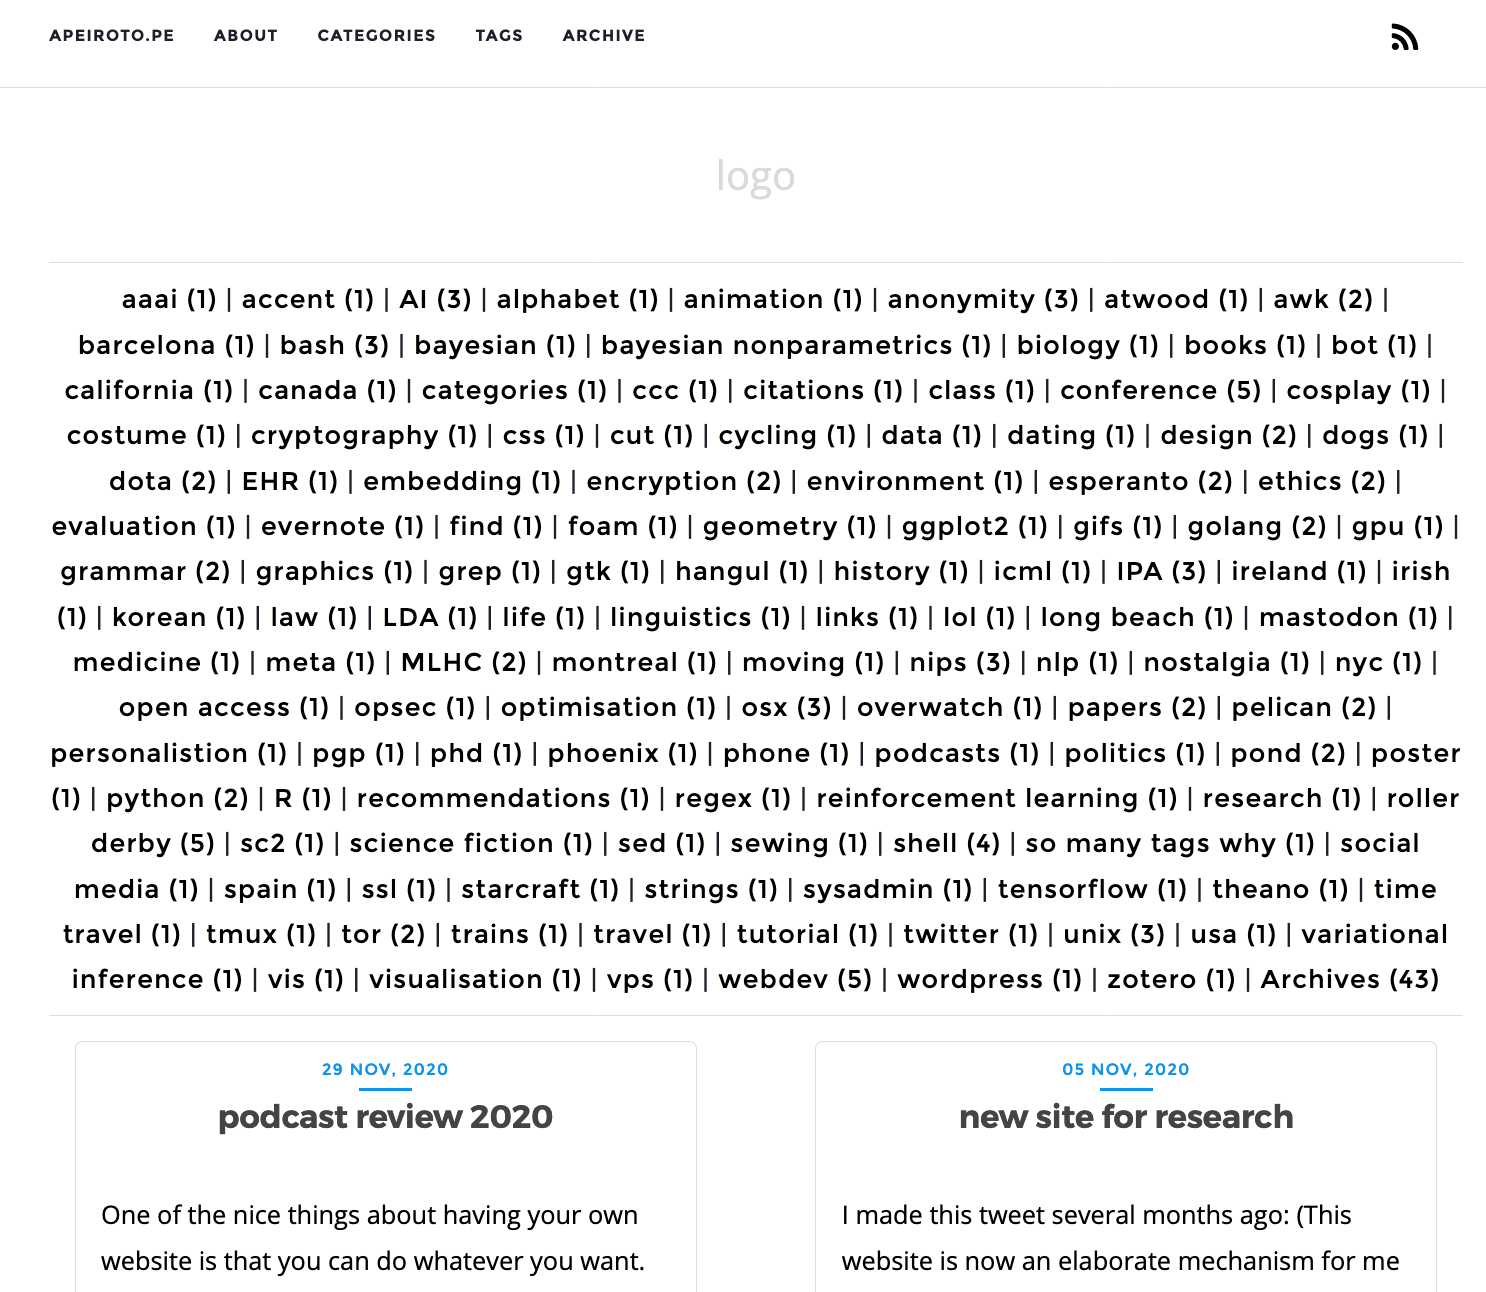 APEIROTO.PE ABOUT CATEGORIES TAGS ARCHIVE
logo
aaai (1) | accent (1) | AI (3) | alphabet (1) | animation (1) | anonymity (3) | atwood (1) | awk (2) |
barcelona (1) | bash (3) | bayesian (1) | bayesian nonparametrics (1) | biology (1) | books (1) | bot (1) |
california (1) | canada (1) | categories (1) | ccc (1) | citations (1) | class (1) | conference (5) | cosplay (1) |
costume (1) | cryptography (1) | css (1) | cut (1) | cycling (1) | data (1) | dating (1) | design (2) | dogs (1) |
dota (2) | EHR (1) | embedding (1) | encryption (2) | environment (1) | esperanto (2) | ethics (2) |
evaluation (1) | evernote (1) | find (1) | foam (1) | geometry (1) | ggplot2 (1) | gifs (1) | golang (2) | gpu (1) |
grammar (2) | graphics (1) | grep (1) | gtk (1) | hangul (1) | history (1) | icml (1) | IPA (3) | ireland (1) | irish
(1) | korean (1) | law (1) | LDA (1) | life (1) | linguistics (1) | links (1) | lol (1) | long beach (1) | mastodon (1) |
medicine (1) | meta (1) | MLHC (2) | montreal (1) | moving (1) | nips (3) | nlp (1) | nostalgia (1) | nyc (1) |
open access (1) | opsec (1) | optimisation (1) | osx (3) | overwatch (1) | papers (2) | pelican (2) |
personalistion (1) | pgp (1) | phd (1) | phoenix (1) | phone (1) | podcasts (1) | politics (1) | pond (2) | poster
(1) | python (2) | R (1) | recommendations (1) | regex (1) | reinforcement learning (1) | research (1) | roller
derby (5) | sc2 (1) | science fiction (1) | sed (1) | sewing (1) | shell (4) | so many tags why (1) | social
media (1) | spain (1) | ssl (1) | starcraft (1) | strings (1) | sysadmin (1) | tensorflow (1) | theano (1) | time
travel (1) | tmux (1) | tor (2) | trains (1) | travel (1) | tutorial (1) | twitter (1) | unix (3) | usa (1) | variational
inference (1) | vis (1) | visualisation (1) | vps (1) | webdev (5) | wordpress (1) | zotero (1) | Archives (43)
29 NOV, 2020
podcast review 2020
One of the nice things about having your own
website is that you can do whatever you want.
05 NOV, 2020
new site for research
I made this tweet several months ago: (This
website is now an elaborate mechanism for me